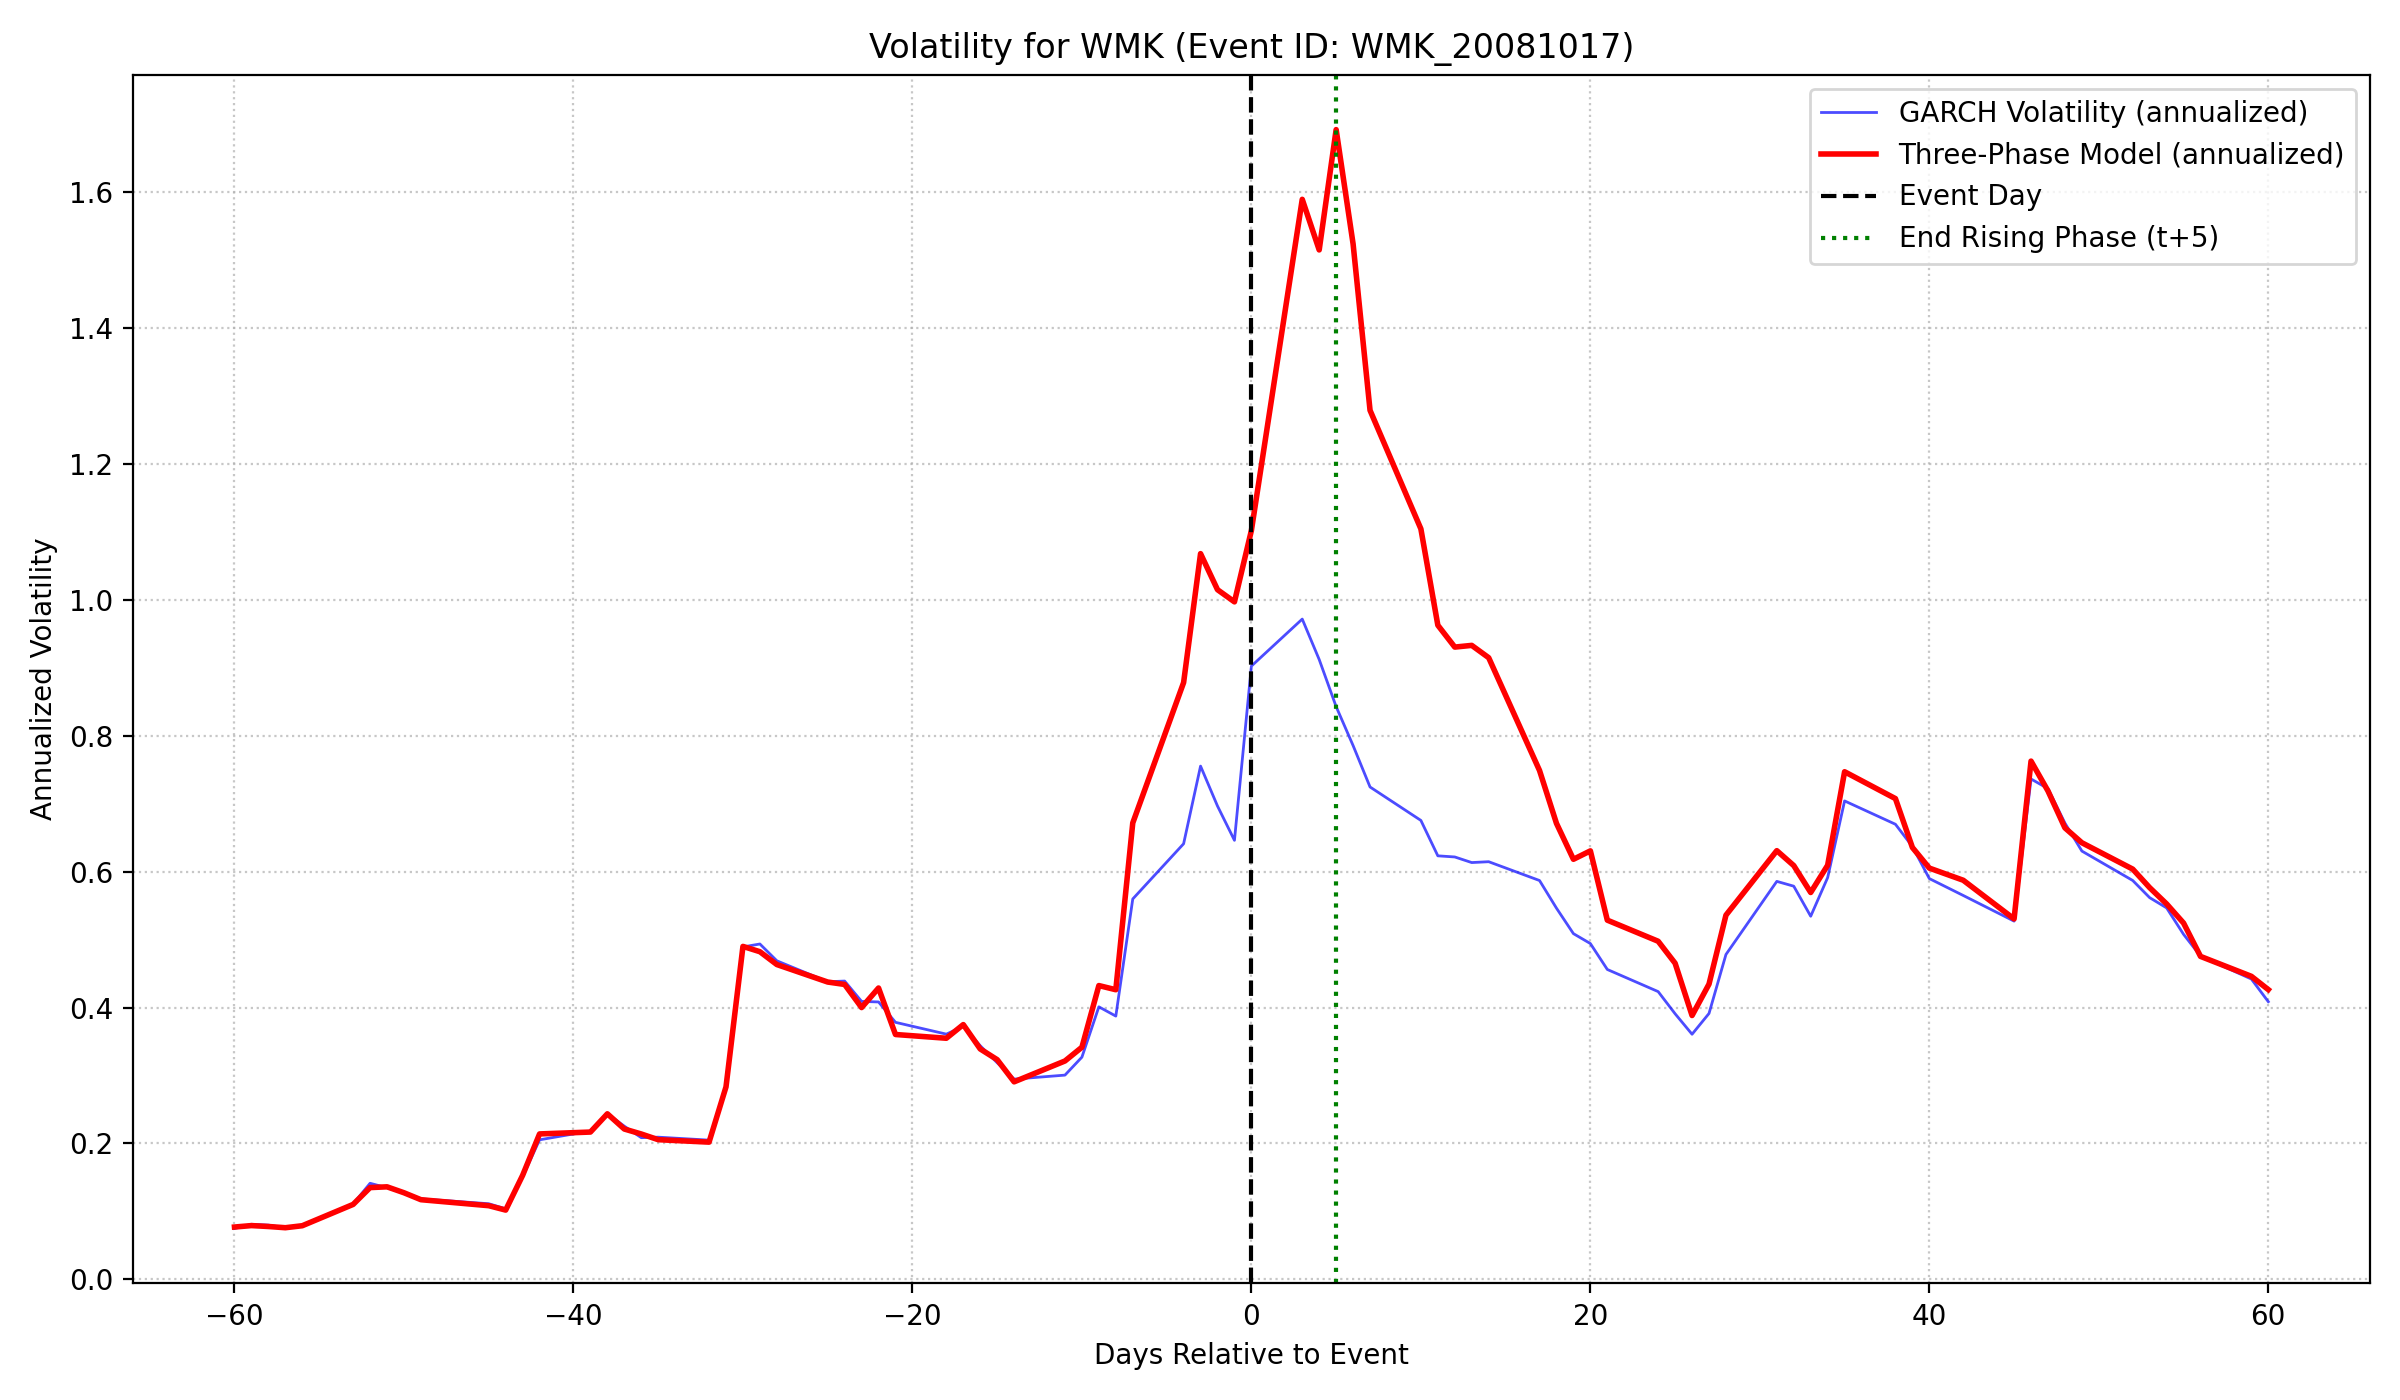 Volatility for WMK (Event ID: WMK_20081017)
GARCH Volatility (annualized)
Three-Phase Model (annualized)
Event Day
End Rising Phase (t+5)
Annualized Volatility
1.6
1.4
1.2
1.0
0.8
0.6
0.4
0.2
0.0
−60 −40 −20 0 20 40 60
Days Relative to Event